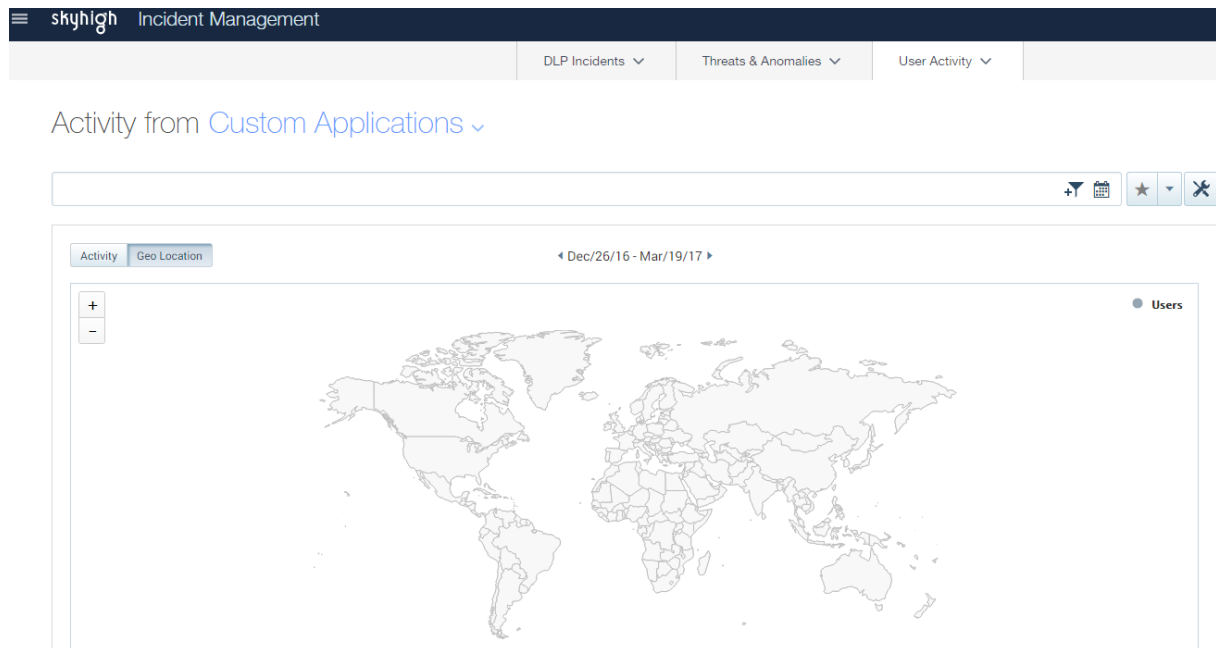 skyhigh Incident Management
DLP Incidents Threats & Anomalies User Activity
Activity from Custom Applications
Activity Geo Location Dec/26/16 - Mar/19/17
+ Users
−